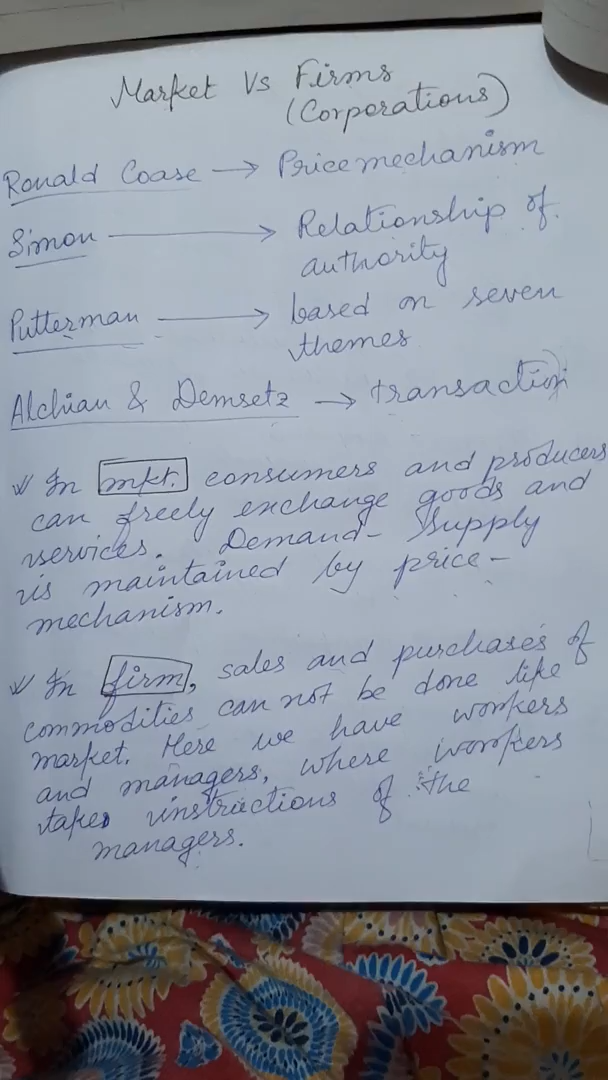 Market Vs Firms
(Corporations)
Ronald Coase → Price mechanism
Simon → Relationship of
authority
Putterman → based on seven
themes
Alchian & Demsetz → transaction
In mkt. consumers and producers
can freely exchange goods and
services. Demand- Supply
is maintained by price-
mechanism.
In firm, sales and purchases of
commodities can not be done like
market. Here we have workers
and managers, where workers
takes instructions of the
managers.